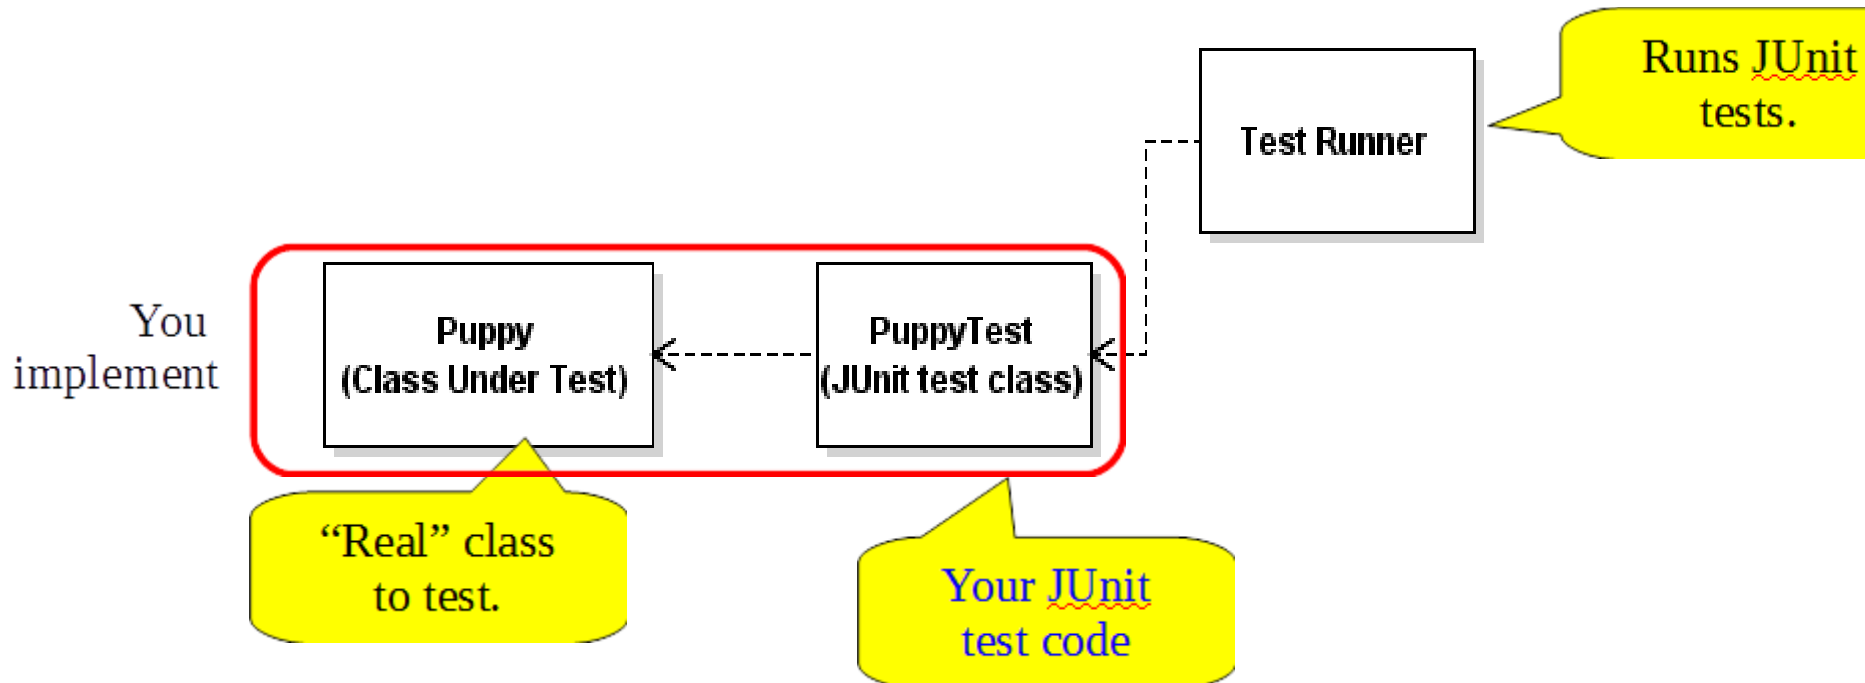 Runs JUnit
tests.
Test Runner
You
implement
Puppy
(Class Under Test)
PuppyTest
(JUnit test class)
“Real” class
to test.
Your JUnit
test code